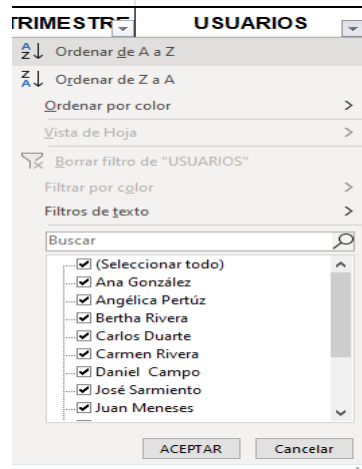 TRIMESTRE USUARIOS
Ordenar de A a Z
Ordenar de Z a A
Ordenar por color
Vista de Hoja
Borrar filtro de "USUARIOS"
Filtrar por color
Filtros de texto
Buscar
(Seleccionar todo)
Ana González
Angélica Pertúz
Bertha Rivera
Carlos Duarte
Carmen Rivera
Daniel  Campo
José Sarmiento
Juan Meneses
ACEPTAR Cancelar